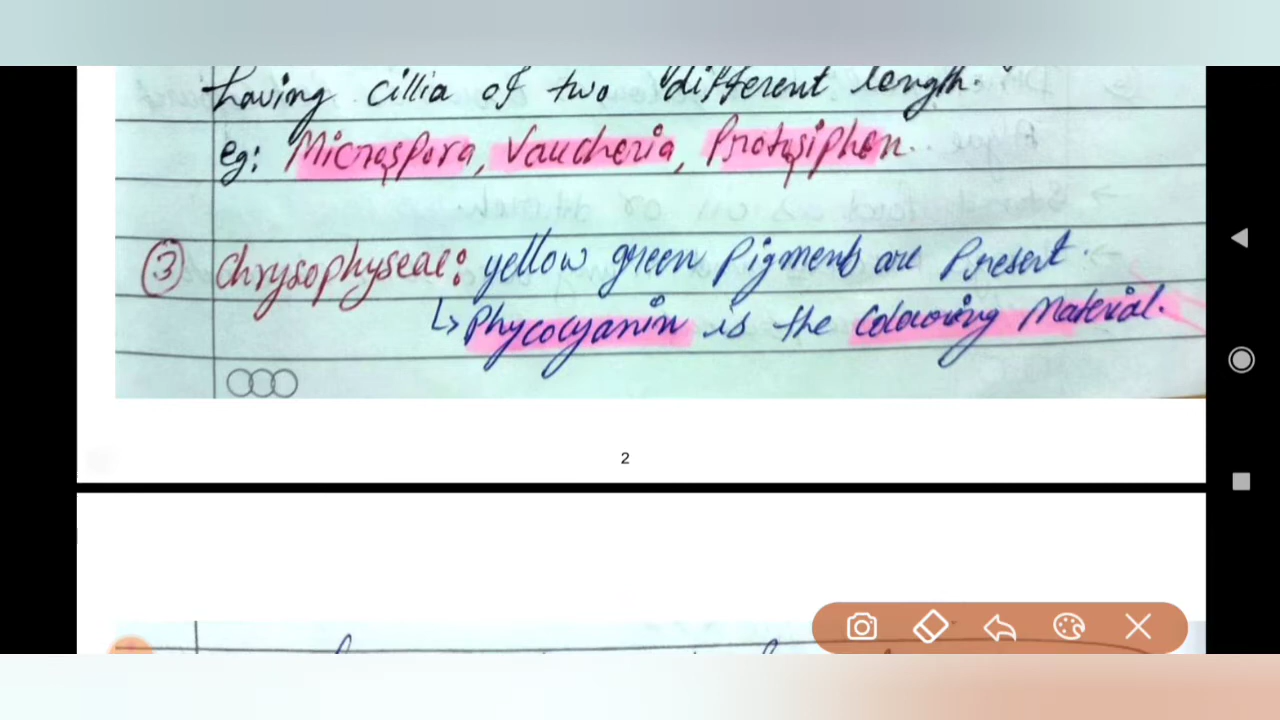 having cillia of two different length.
eg: Microspora, Vaucheria, Protosiphon.
3 Chrysophyseae: yellow green Pigments are Present.
↳ Phycocyanin is the Colouring Material.
2